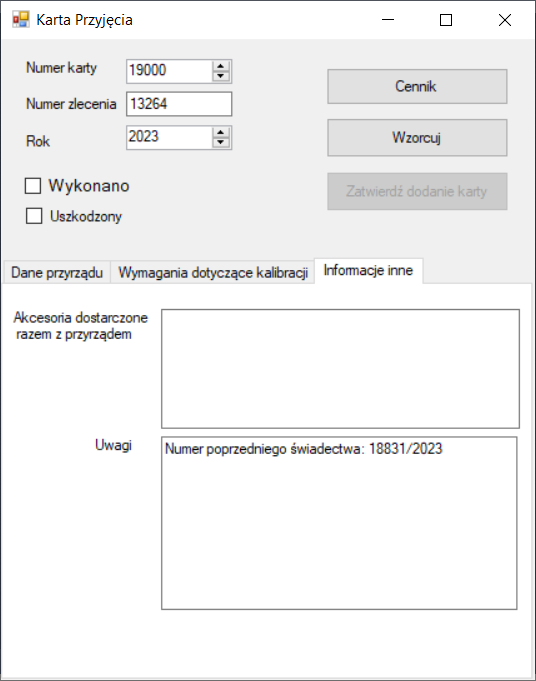 Karta Przyjęcia
Numer karty 19000
Cennik
Numer zlecenia 13264
Rok 2023
Wzorcuj
Wykonano
Zatwierdź dodanie karty
Uszkodzony
Dane przyrządu Wymagania dotyczące kalibracji Informacje inne
Akcesoria dostarczone
razem z przyrządem
Uwagi Numer poprzedniego świadectwa: 18831/2023